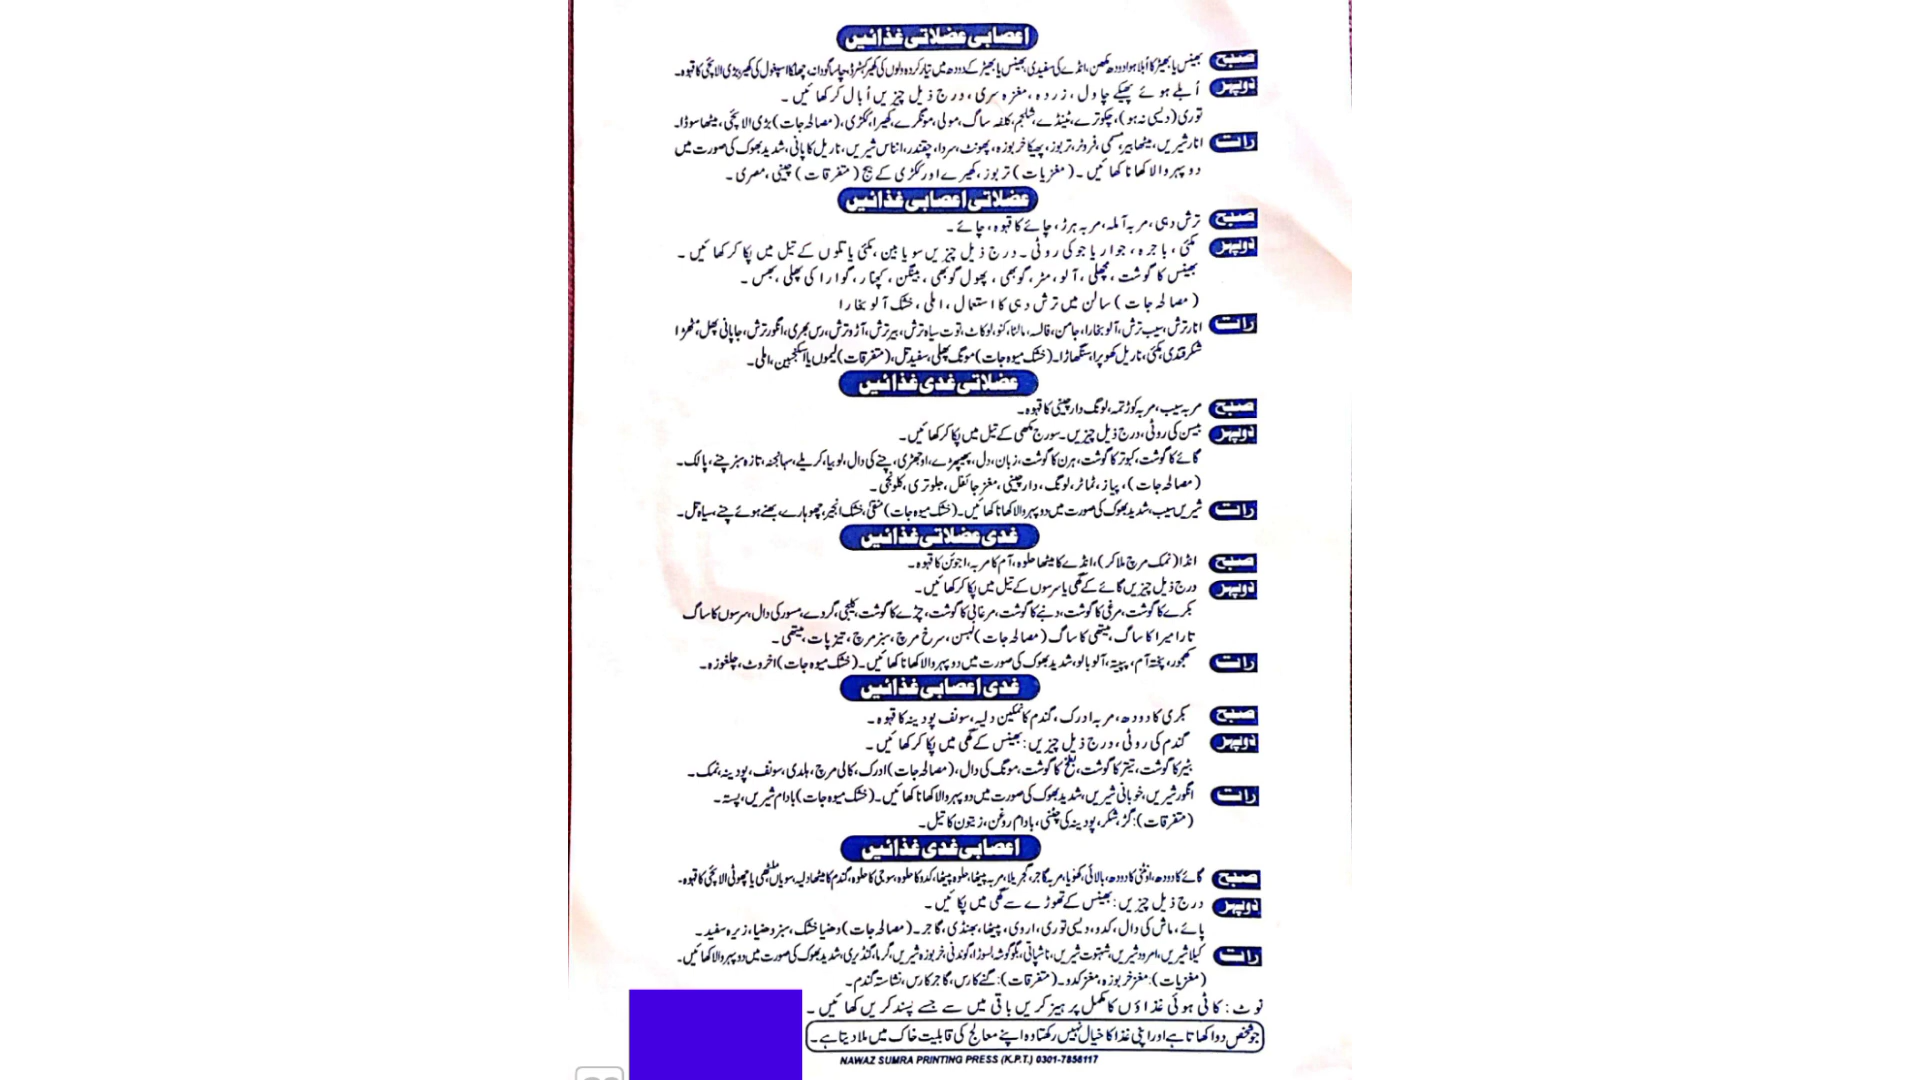 اعصابی عضلاتی غذائیں
صبح بھینس یا بھیڑ کا اُبلا ہوا دودھ، مکھن، انڈے کی سفیدی، بھینس یا بھیڑ کے دودھ میں تیار کردہ دلوں کی کھیر، کسٹرڈ، چاساگودانہ، چھلکا اسپغول کی کھیر، بڑی الائچی کا قہوہ۔
دوپہر اُبلے ہوئے پھیکے چاول، زردہ، مغز سری، درج ذیل چیزیں اُبال کر کھائیں۔
توری (دیسی نہ ہو)، چکوترے، ٹینڈے، شلجم، کلفہ ساگ، مولی، مونگرے، کھیرا، ککڑی، (مصالحہ جات) بڑی الائچی، میٹھا سوڈا۔
رات انار شیریں، میٹھا بیر، مسمی، فروٹر، تربوز، پھیکا خربوزہ، پھونٹ، سردا، چقندر، انناس شیریں، ناریل کا پانی، شدید بھوک کی صورت میں
دوپہر والا کھانا کھائیں۔ (مغزیات) تربوز، کھیرے اور ککڑی کے بیج (متفرقات) چینی، مصری۔
عضلاتی اعصابی غذائیں
صبح ترش دہی، مربہ آملہ، مربہ ہرڑ، چائے کا قہوہ، چائے۔
دوپہر مکئی، باجرہ، جوار یا جو کی روٹی۔ درج ذیل چیزیں سویابین، مکئی یا تلوں کے تیل میں پکا کر کھائیں۔
بھینس کا گوشت، مچھلی، آلو، مٹر، گوبھی، پھول گوبھی، بینگن، کچنار، گوارا کی پھلی، بھس۔
(مصالحہ جات) سالن میں ترش دہی کا استعمال، املی، خشک آلو بخارا
رات انار ترش، سیب ترش، آلو بخارا، جامن، فالسہ، مالٹا، کنو، لوکاٹ، توت سیاہ ترش، بیر ترش، آڑو ترش، رس بھری، انگور ترش، جاپانی پھل،
شکر قندی، مکئی، ناریل کھوپرا، سنگھاڑا۔ (خشک میوہ جات) مونگ پھلی، سفید تل، (متفرقات) لیموں یا سکنجبین، املی۔
عضلاتی غدی غذائیں
صبح مربہ سیب، مربہ کوڑتمہ، لونگ دارچینی کا قہوہ۔
دوپہر بیسن کی روٹی، درج ذیل چیزیں۔ سورج مکھی کے تیل میں پکا کر کھائیں۔
گائے کا گوشت، کبوتر کا گوشت، ہرن کا گوشت، زبان، دل، پھیپھڑے، اوجھڑی، چنے کی دال، لوبیا، کریلے، سہانجنہ، تازہ سبز چنے، پالک۔
(مصالحہ جات)، پیاز، ٹماٹر، لونگ، دارچینی، مغز جائفل، جلوتری، کلونجی۔
رات شیریں سیب، شدید بھوک کی صورت میں دوپہر والا کھانا کھائیں۔ (خشک میوہ جات) منقیٰ، خشک انجیر، چھوہارے، بھنے ہوئے چنے، سیاہ تل۔
غدی عضلاتی غذائیں
صبح انڈا (نمک مرچ ملا کر)، انڈے کا میٹھا حلوہ، آم کا مربہ، اجوئن کا قہوہ۔
دوپہر درج ذیل چیزیں گائے کے گھی یا سرسوں کے تیل میں پکا کر کھائیں۔
بکرے کا گوشت، مرغی کا گوشت، دنبے کا گوشت، مرغابی کا گوشت، چڑے کا گوشت، کلیجی، گردے، مسور کی دال، سرسوں کا ساگ
تارامیرا کا ساگ، میتھی کا ساگ (مصالحہ جات) لہسن، سرخ مرچ، سبز مرچ، تیزپات، میتھی۔
رات کھجور، پختہ آم، پپیتہ، آلو بالو، شدید بھوک کی صورت میں دوپہر والا کھانا کھائیں۔ (خشک میوہ جات) اخروٹ، چلغوزہ۔
غدی اعصابی غذائیں
صبح بکری کا دودھ، مربہ ادرک، گندم کا نمکین دلیہ، سونف پودینہ کا قہوہ۔
دوپہر گندم کی روٹی، درج ذیل چیزیں: بھینس کے گھی میں پکا کر کھائیں۔
بٹیر کا گوشت، تیتر کا گوشت، بطخ کا گوشت، مونگ کی دال، (مصالحہ جات) ادرک، کالی مرچ، ہلدی، سونف، پودینہ، نمک۔
رات انگور شیریں، خوبانی شیریں، شدید بھوک کی صورت میں دوپہر والا کھانا کھائیں۔ (خشک میوہ جات) بادام شیریں، پستہ۔
(متفرقات): گڑ، شکر، پودینہ کی چٹنی، بادام روغن، زیتون کا تیل۔
اعصابی غدی غذائیں
صبح گائے کا دودھ، اونٹنی کا دودھ، بالائی، کھویا، مربہ گاجر، گجریلا، مربہ پیٹھا، حلوہ پیٹھا، کدو کا حلوہ، سوجی کا حلوہ، گندم کا میٹھا دلیہ، سویاں، ملٹھی یا چھوٹی الائچی کا قہوہ۔
دوپہر درج ذیل چیزیں: بھینس کے تھوڑے سے گھی میں پکائیں۔
پائے، ماش کی دال، کدو، دیسی توری، اروی، پیٹھا، بھنڈی، گاجر۔ (مصالحہ جات) دھنیا خشک، سبز دھنیا، زیرہ سفید۔
رات کیلا شیریں، امرود شیریں، شہتوت شیریں، ناشپاتی، بگوگوشہ، لسوڑا، گوندنی، خربوزہ شیریں، گرما، گنڈیری، شدید بھوک کی صورت میں دوپہر والا کھائیں۔
(مغزیات): مغز خربوزہ، مغز کدو۔ (متفرقات): گنے کا رس، گاجر کا رس، نشاستہ گندم۔
نوٹ: کاٹی ہوئی غذاؤں کا مکمل پرہیز کریں باقی میں سے جسے پسند کریں کھائیں۔
جو شخص دوا کھاتا ہے اور اپنی غذا کا خیال نہیں رکھتا وہ اپنے معالج کی قابلیت خاک میں ملا دیتا ہے۔
NAWAZ SUMRA PRINTING PRESS (K.P.T.) 0301-7856117